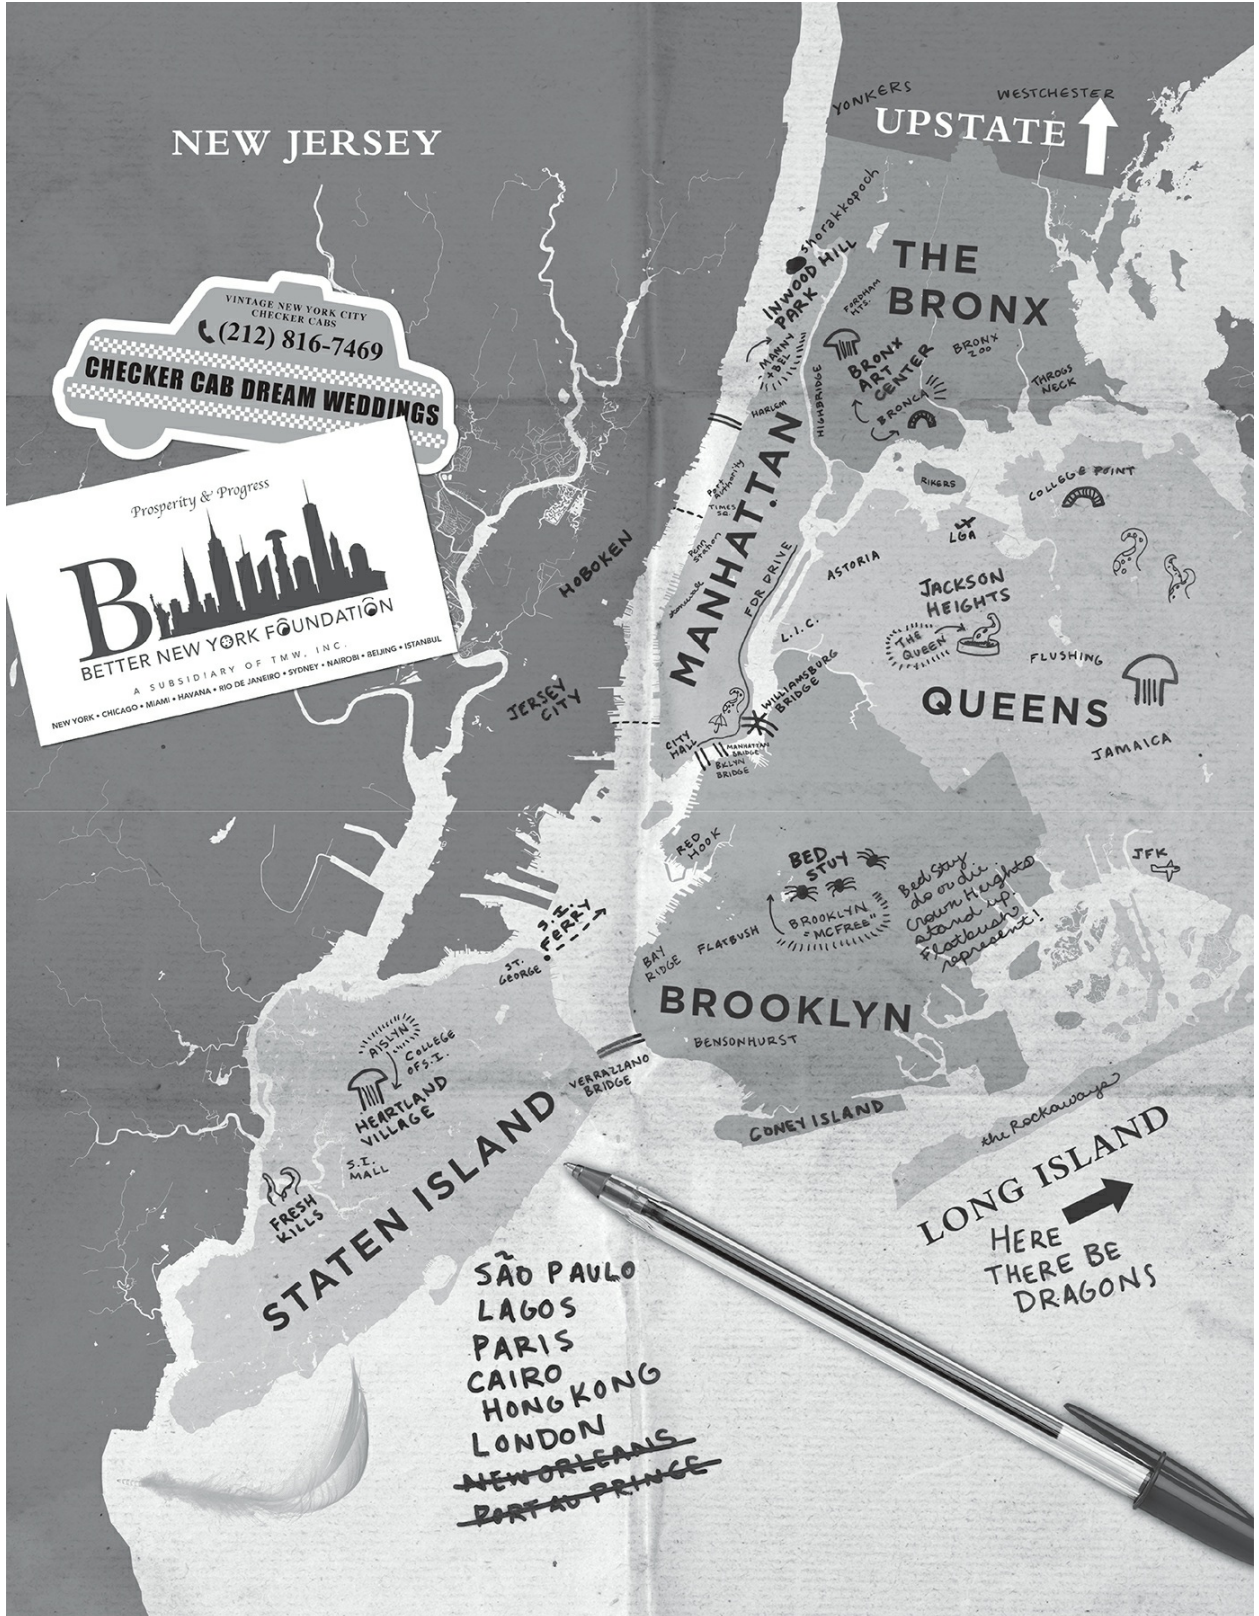 YONKERS
WESTCHESTER
UPSTATE
NEW JERSEY
shorakkopoch
INWOOD HILL
PARK
THE
BRONX
FORDHAM
HTS.
MANNY
+BEL
BRONX
ART
CENTER
BRONCA
BRONX
ZOO
THROGS
NECK
HIGHBRIDGE
HARLEM
VINTAGE NEW YORK CITY
CHECKER CABS
(212) 816-7469
CHECKER CAB DREAM WEDDINGS
Prosperity & Progress
B
BETTER NEW YORK FOUNDATION
A SUBSIDIARY OF TMW, INC.
NEW YORK • CHICAGO • MIAMI • HAVANA • RIO DE JANEIRO • SYDNEY • NAIROBI • BEIJING • ISTANBUL
MANHATTAN
Port
Authority
TIMES
SQ.
Penn
Station
Stonewall
FDR DRIVE
RIKERS
COLLEGE POINT
LGA
ASTORIA
JACKSON
HEIGHTS
THE
QUEEN
L.I.C.
FLUSHING
QUEENS
JAMAICA
HOBOKEN
JERSEY
CITY
WILLIAMSBURG
BRIDGE
CITY
HALL
MANHATTAN
BRIDGE
BKLYN
BRIDGE
RED
HOOK
BED
STUY
BROOKLYN
"MCFREE"
Bed Stuy
do or die.
Crown Heights
stand up.
Flatbush
represent!
JFK
S.I.
FERRY
ST.
GEORGE
BAY
RIDGE
FLATBUSH
BROOKLYN
BENSONHURST
AISLYN
COLLEGE
OF S.I.
HEARTLAND
VILLAGE
VERRAZZANO
BRIDGE
CONEY ISLAND
the Rockaways
S.I.
MALL
FRESH
KILLS
STATEN ISLAND
LONG ISLAND
HERE
THERE BE
DRAGONS
SÃO PAULO
LAGOS
PARIS
CAIRO
HONG KONG
LONDON
NEW ORLEANS
PORT AU PRINCE